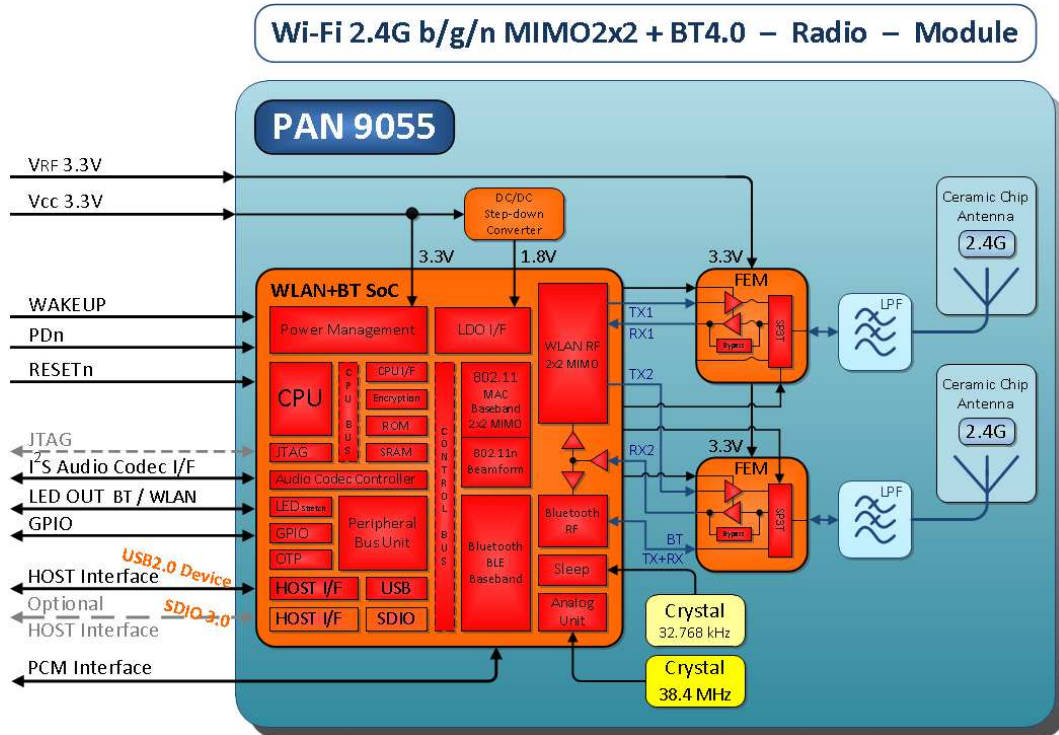 Wi-Fi 2.4G b/g/n MIMO2x2 + BT4.0 – Radio – Module
PAN 9055
VRF 3.3V
Vcc 3.3V
DC/DC
Step-down
Converter
3.3V
1.8V
WLAN+BT SoC
Power Management
LDO I/F
WLAN RF
2x2 MIMO
CPU
CPU BUS
CPU I/F
Encryption
ROM
SRAM
JTAG
CONTROL BUS
802.11
MAC
Baseband
2x2 MIMO
802.11n
Beamform
Audio Codec Controller
LED Stretch
GPIO
OTP
Peripheral
Bus Unit
Bluetooth
BLE
Baseband
Bluetooth
RF
Sleep
Analog
Unit
HOST I/F
USB
HOST I/F
SDIO
WAKEUP
PDn
RESETn
JTAG
I2S Audio Codec I/F
LED OUT BT / WLAN
GPIO
HOST Interface
USB2.0 Device
Optional
SDIO 3.0
HOST Interface
PCM Interface
TX1
RX1
TX2
RX2
BT
TX+RX
3.3V
FEM
Bypass
SP3T
LPF
Ceramic Chip
Antenna
2.4G
3.3V
FEM
Bypass
SP3T
LPF
Ceramic Chip
Antenna
2.4G
Crystal
32.768 kHz
Crystal
38.4 MHz